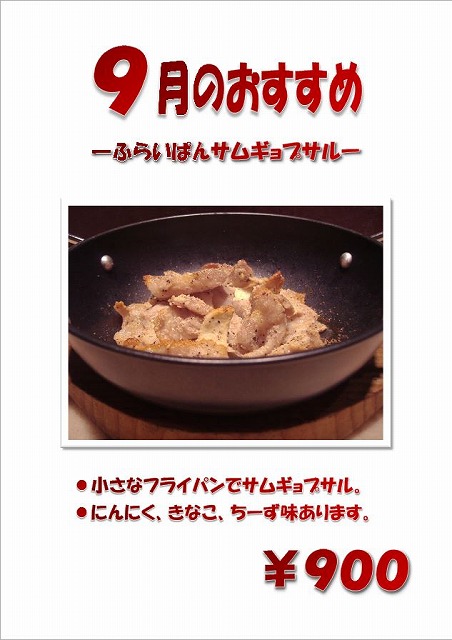 9月のおすすめ
ーふらいぱんサムギョプサルー
●小さなフライパンでサムギョプサル。
●にんにく、きなこ、ちーず味あります。
￥900